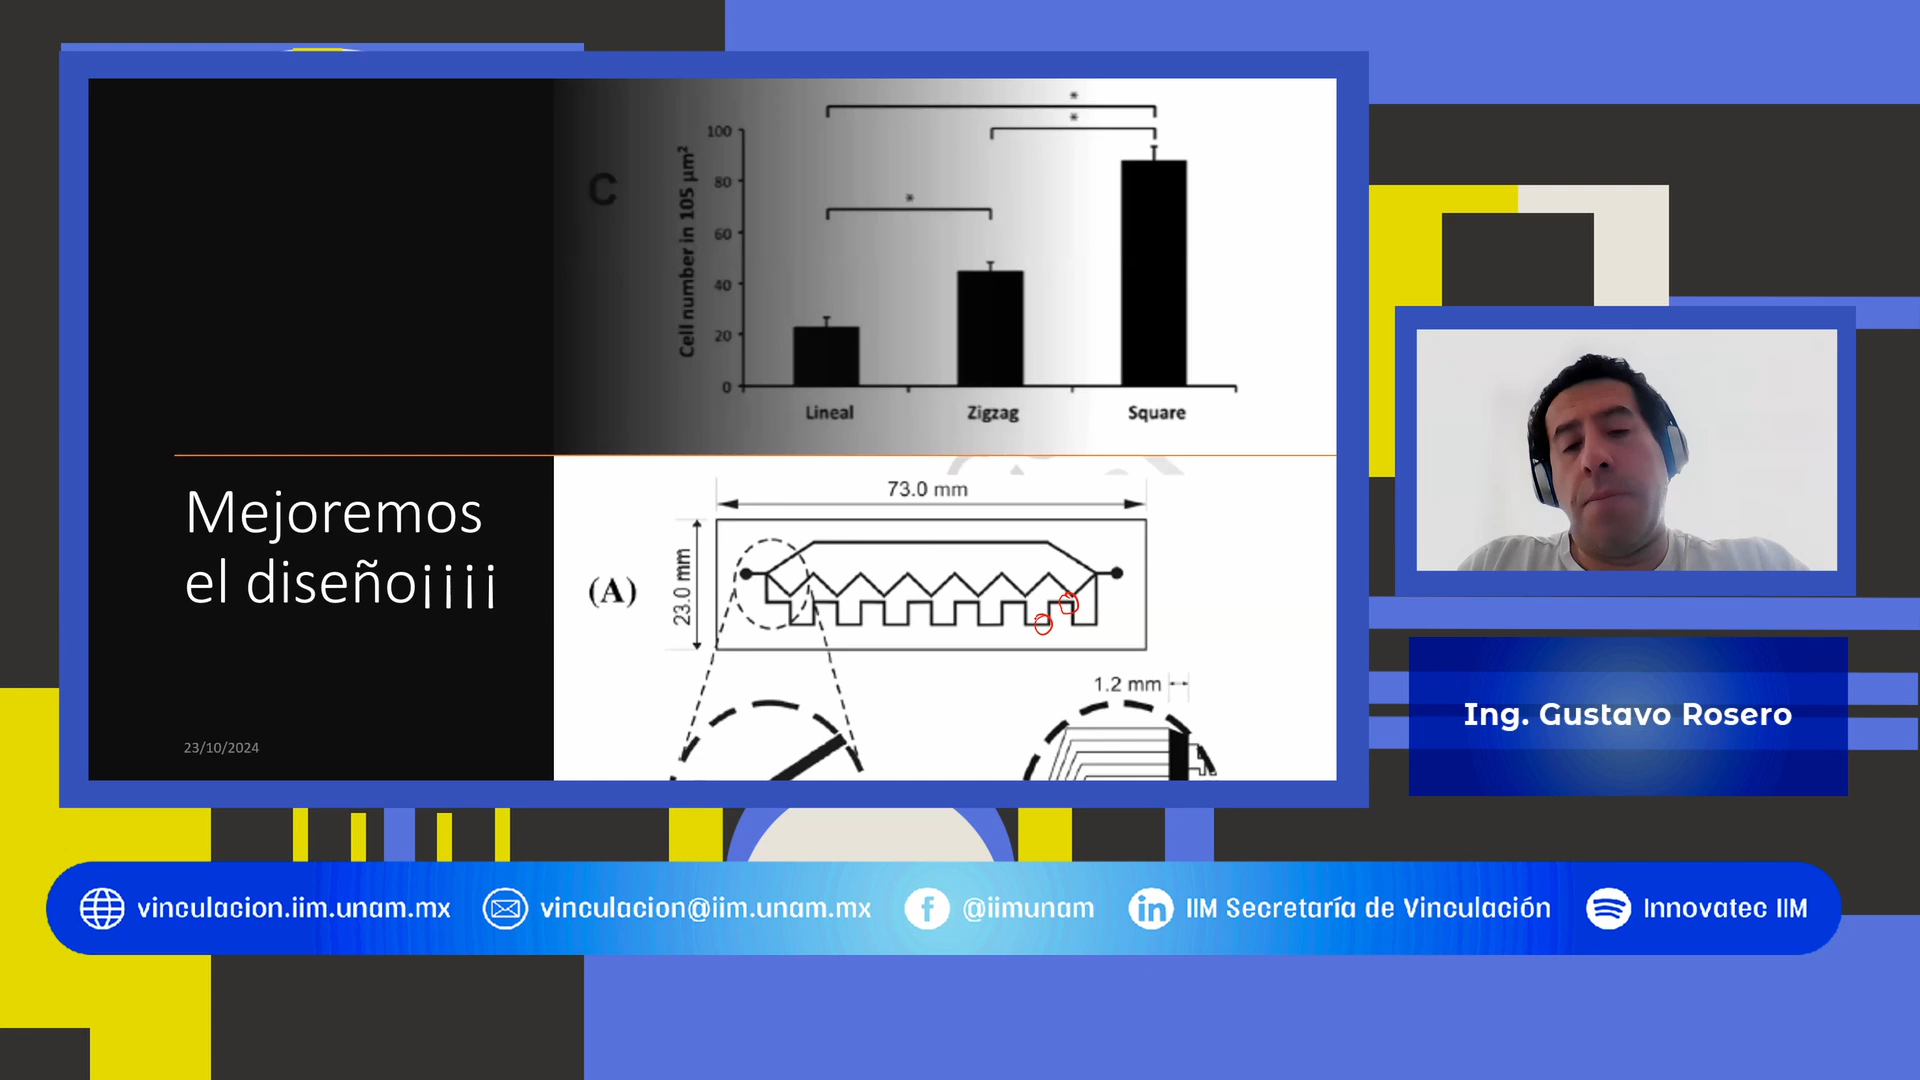 *
*
100
80
60
40
20
0
Cell number in 105 µm²
C
*
Lineal
Zigzag
Square
Mejoremos
el diseño¡¡¡¡
23/10/2024
73.0 mm
23.0 mm
(A)
1.2 mm
Ing. Gustavo Rosero
vinculacion.iim.unam.mx
vinculacion@iim.unam.mx
@iimunam
IIM Secretaría de Vinculación
Innovatec IIM